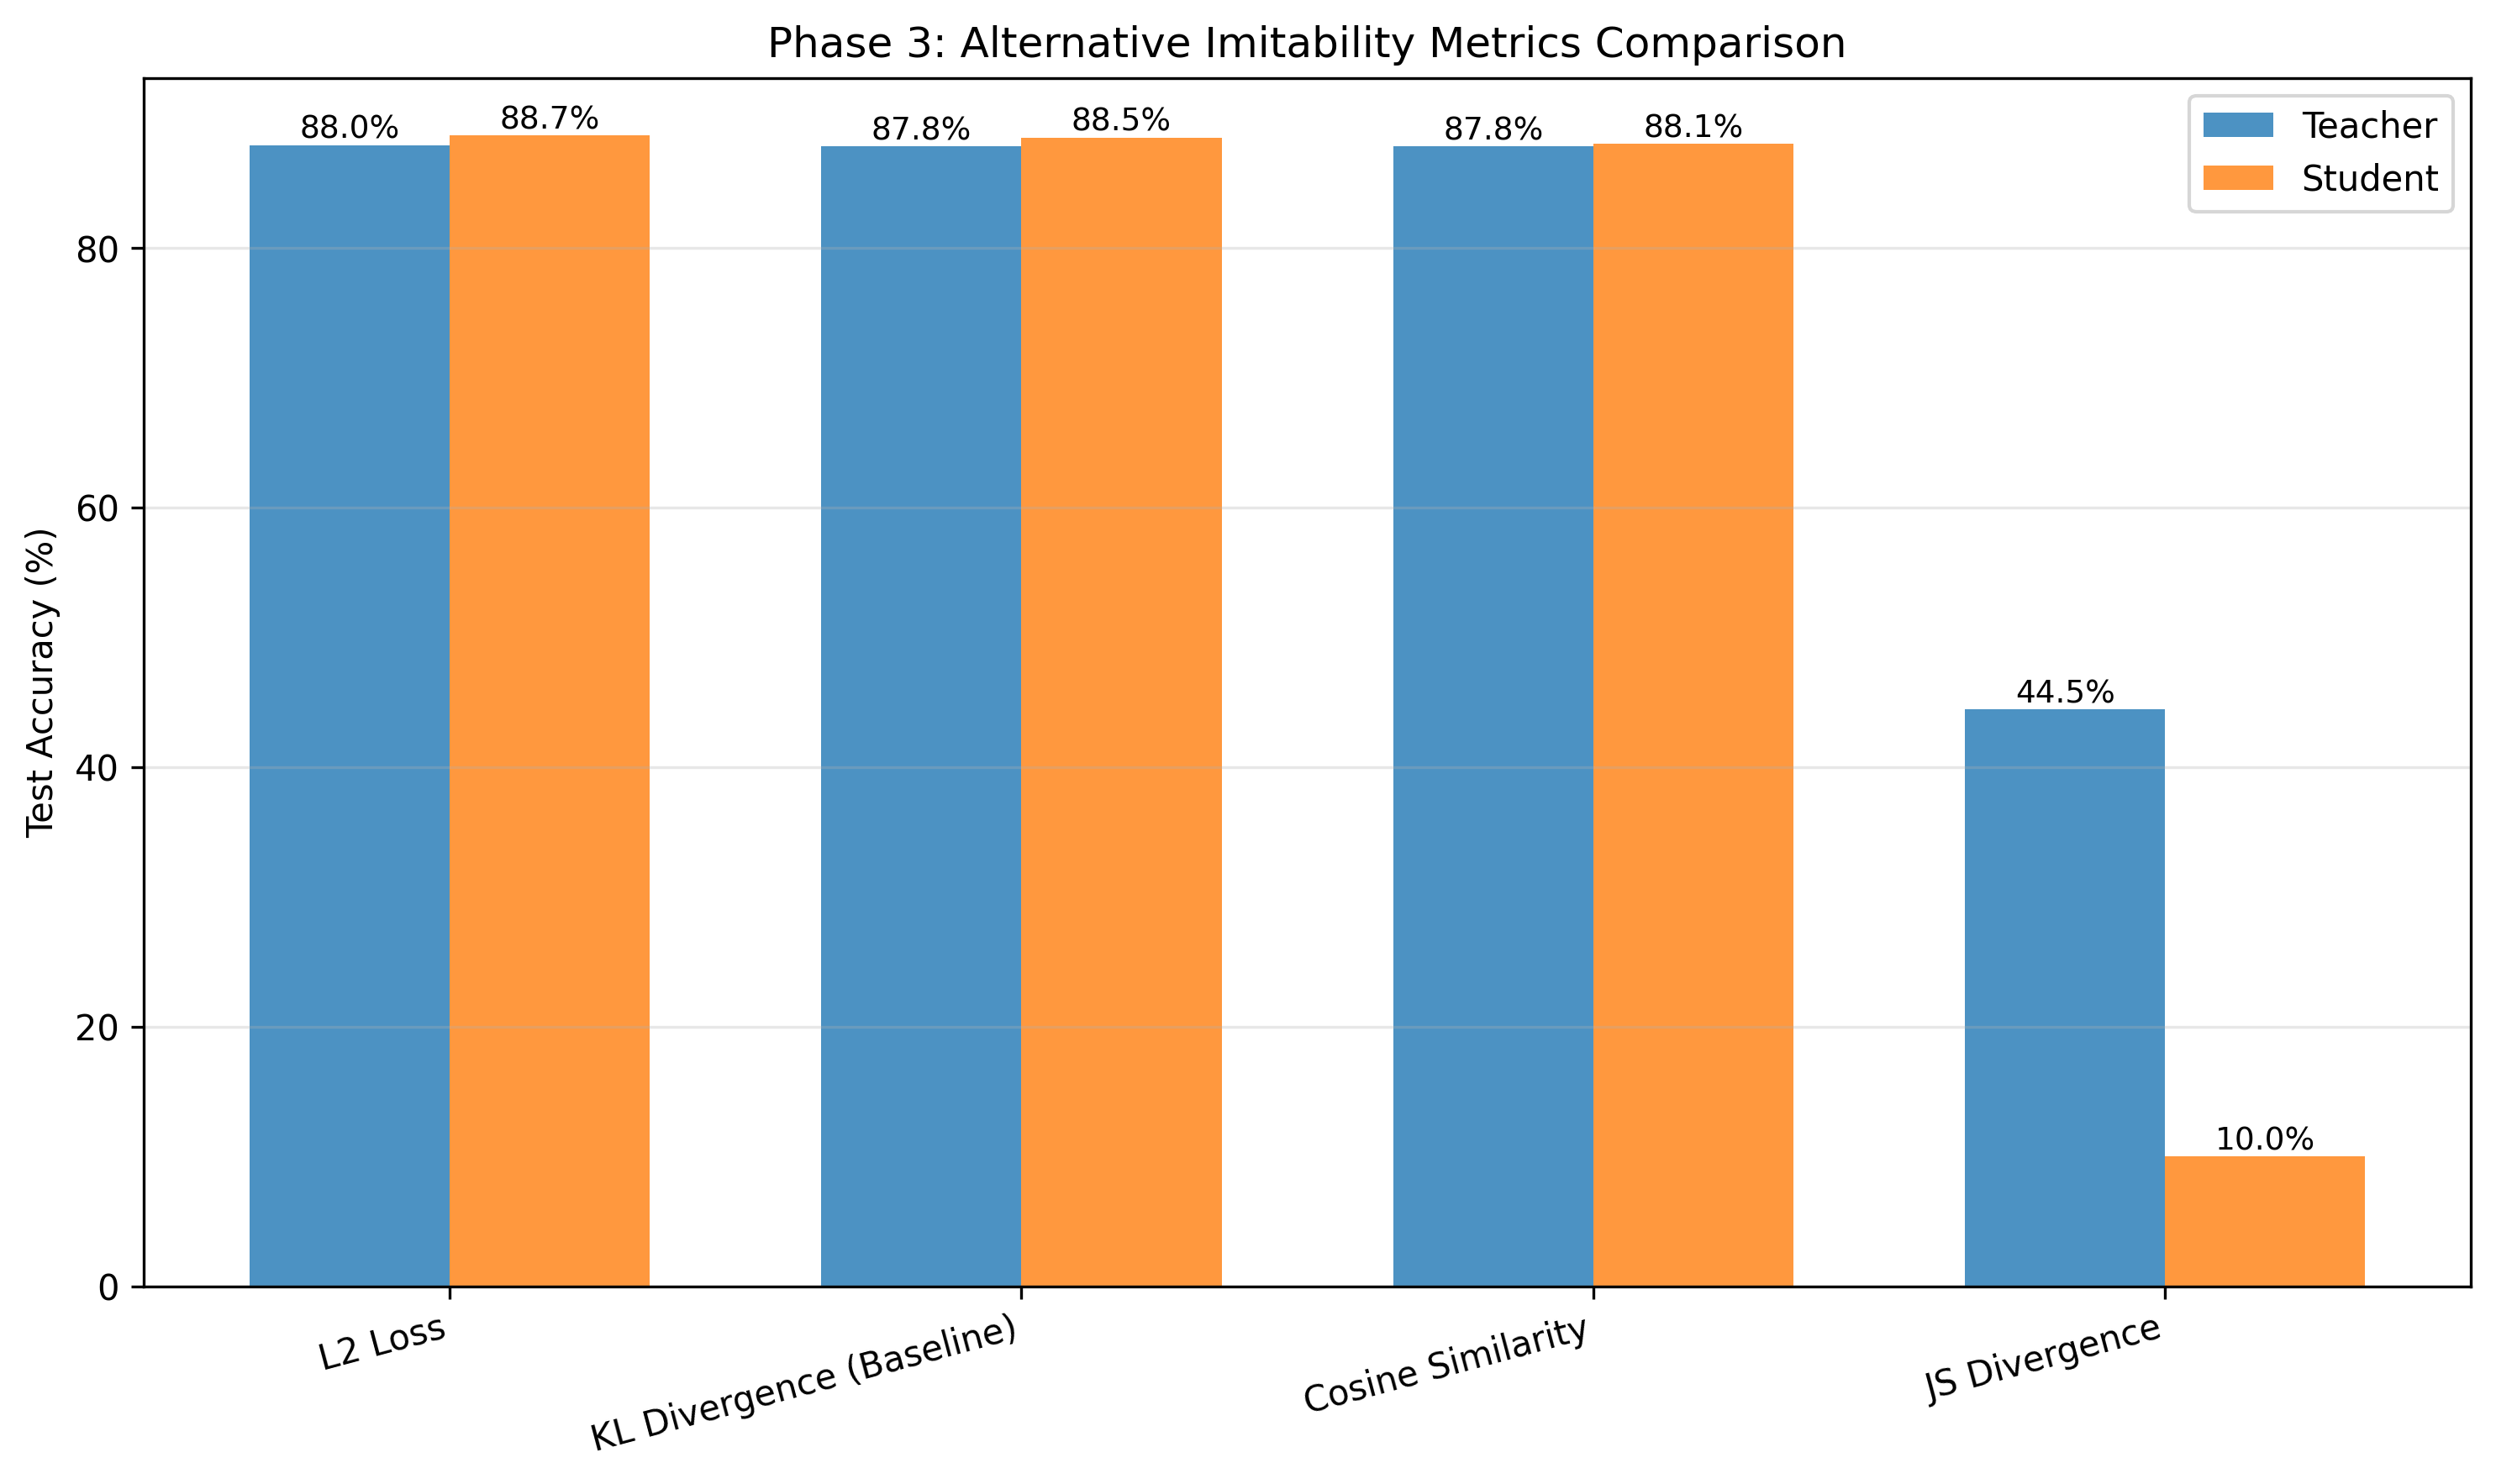 Phase 3: Alternative Imitability Metrics Comparison
Teacher
Student
88.0%
88.7%
87.8%
88.5%
87.8%
88.1%
44.5%
10.0%
Test Accuracy (%)
80
60
40
20
0
L2 Loss
KL Divergence (Baseline)
Cosine Similarity
JS Divergence